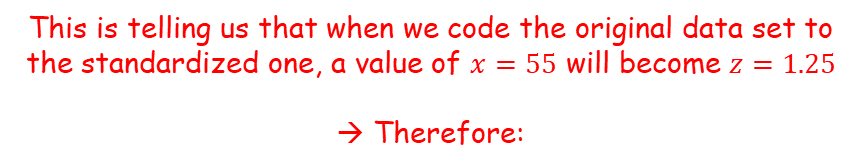 This is telling us that when we code the original data set to
the standardized one, a value of x = 55 will become z = 1.25
→ Therefore: